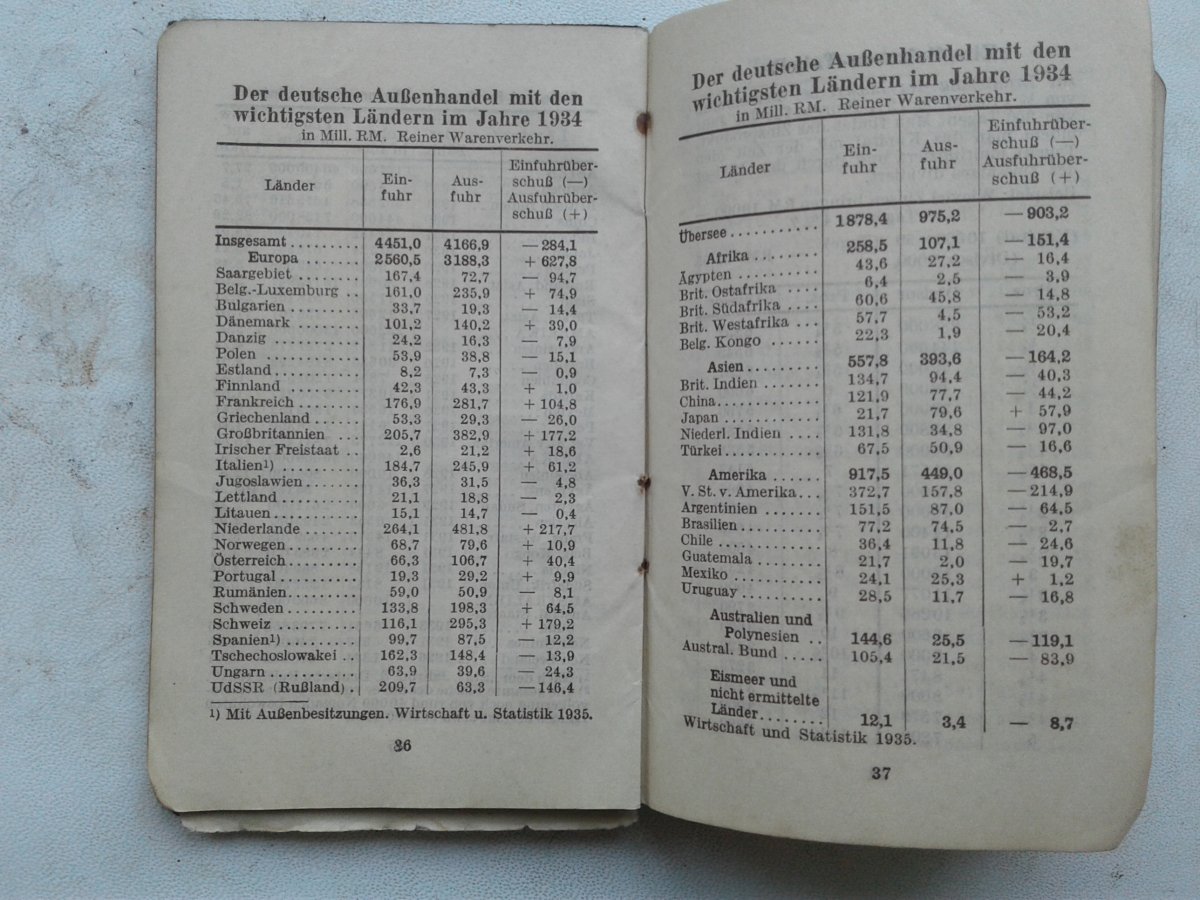 Der deutsche Außenhandel mit den
wichtigsten Ländern im Jahre 1934
in Mill. RM. Reiner Warenverkehr.
Länder Ein-fuhr Aus-fuhr Einfuhrüber-schuß (—) Ausfuhrüber-schuß (+)
Insgesamt ......... 4451,0 4166,9 — 284,1
Europa ....... 2560,5 3188,3 + 627,8
Saargebiet ........ 167,4 72,7 — 94,7
Belg.-Luxemburg .. 161,0 235,9 + 74,9
Bulgarien ......... 33,7 19,3 — 14,4
Dänemark ........ 101,2 140,2 + 39,0
Danzig .......... 24,2 16,3 — 7,9
Polen ............ 53,9 38,8 — 15,1
Estland ........... 8,2 7,3 — 0,9
Finnland ......... 42,3 43,3 + 1,0
Frankreich ........ 176,9 281,7 + 104,8
Griechenland ...... 53,3 29,3 — 26,0
Großbritannien ... 205,7 382,9 + 177,2
Irischer Freistaat .. 2,6 21,2 + 18,6
Italien¹) .......... 184,7 245,9 + 61,2
Jugoslawien ....... 36,3 31,5 — 4,8
Lettland .......... 21,1 18,8 — 2,3
Litauen ........... 15,1 14,7 — 0,4
Niederlande ....... 264,1 481,8 + 217,7
Norwegen ......... 68,7 79,6 + 10,9
Österreich ......... 66,3 106,7 + 40,4
Portugal .......... 19,3 29,2 + 9,9
Rumänien ......... 59,0 50,9 — 8,1
Schweden ......... 133,8 198,3 + 64,5
Schweiz ........... 116,1 295,3 + 179,2
Spanien¹) ......... 99,7 87,5 — 12,2
Tschechoslowakei .. 162,3 148,4 — 13,9
Ungarn ........... 63,9 39,6 — 24,3
UdSSR (Rußland) . 209,7 63,3 — 146,4
¹) Mit Außenbesitzungen. Wirtschaft u. Statistik 1935.
36
Der deutsche Außenhandel mit den
wichtigsten Ländern im Jahre 1934
in Mill. RM. Reiner Warenverkehr.
Länder Ein-fuhr Aus-fuhr Einfuhrüber-schuß (—) Ausfuhrüber-schuß (+)
Übersee ........... 1878,4 975,2 — 903,2
Afrika ........ 258,5 107,1 — 151,4
Ägypten .......... 43,6 27,2 — 16,4
Brit. Ostafrika .... 6,4 2,5 — 3,9
Brit. Südafrika .... 60,6 45,8 — 14,8
Brit. Westafrika ... 57,7 4,5 — 53,2
Belg. Kongo ...... 22,3 1,9 — 20,4
Asien ......... 557,8 393,6 — 164,2
Brit. Indien ....... 134,7 94,4 — 40,3
China ............. 121,9 77,7 — 44,2
Japan ............ 21,7 79,6 + 57,9
Niederl. Indien .... 131,8 34,8 — 97,0
Türkei ............ 67,5 50,9 — 16,6
Amerika ...... 917,5 449,0 — 468,5
V. St. v. Amerika ... 372,7 157,8 — 214,9
Argentinien ....... 151,5 87,0 — 64,5
Brasilien .......... 77,2 74,5 — 2,7
Chile ............. 36,4 11,8 — 24,6
Guatemala ........ 21,7 2,0 — 19,7
Mexiko ........... 24,1 25,3 + 1,2
Uruguay .......... 28,5 11,7 — 16,8
Australien und
Polynesien .. 144,6 25,5 — 119,1
Austral. Bund ..... 105,4 21,5 — 83,9
Eismeer und
nicht ermittelte
Länder ........ 12,1 3,4 — 8,7
Wirtschaft und Statistik 1935.
37